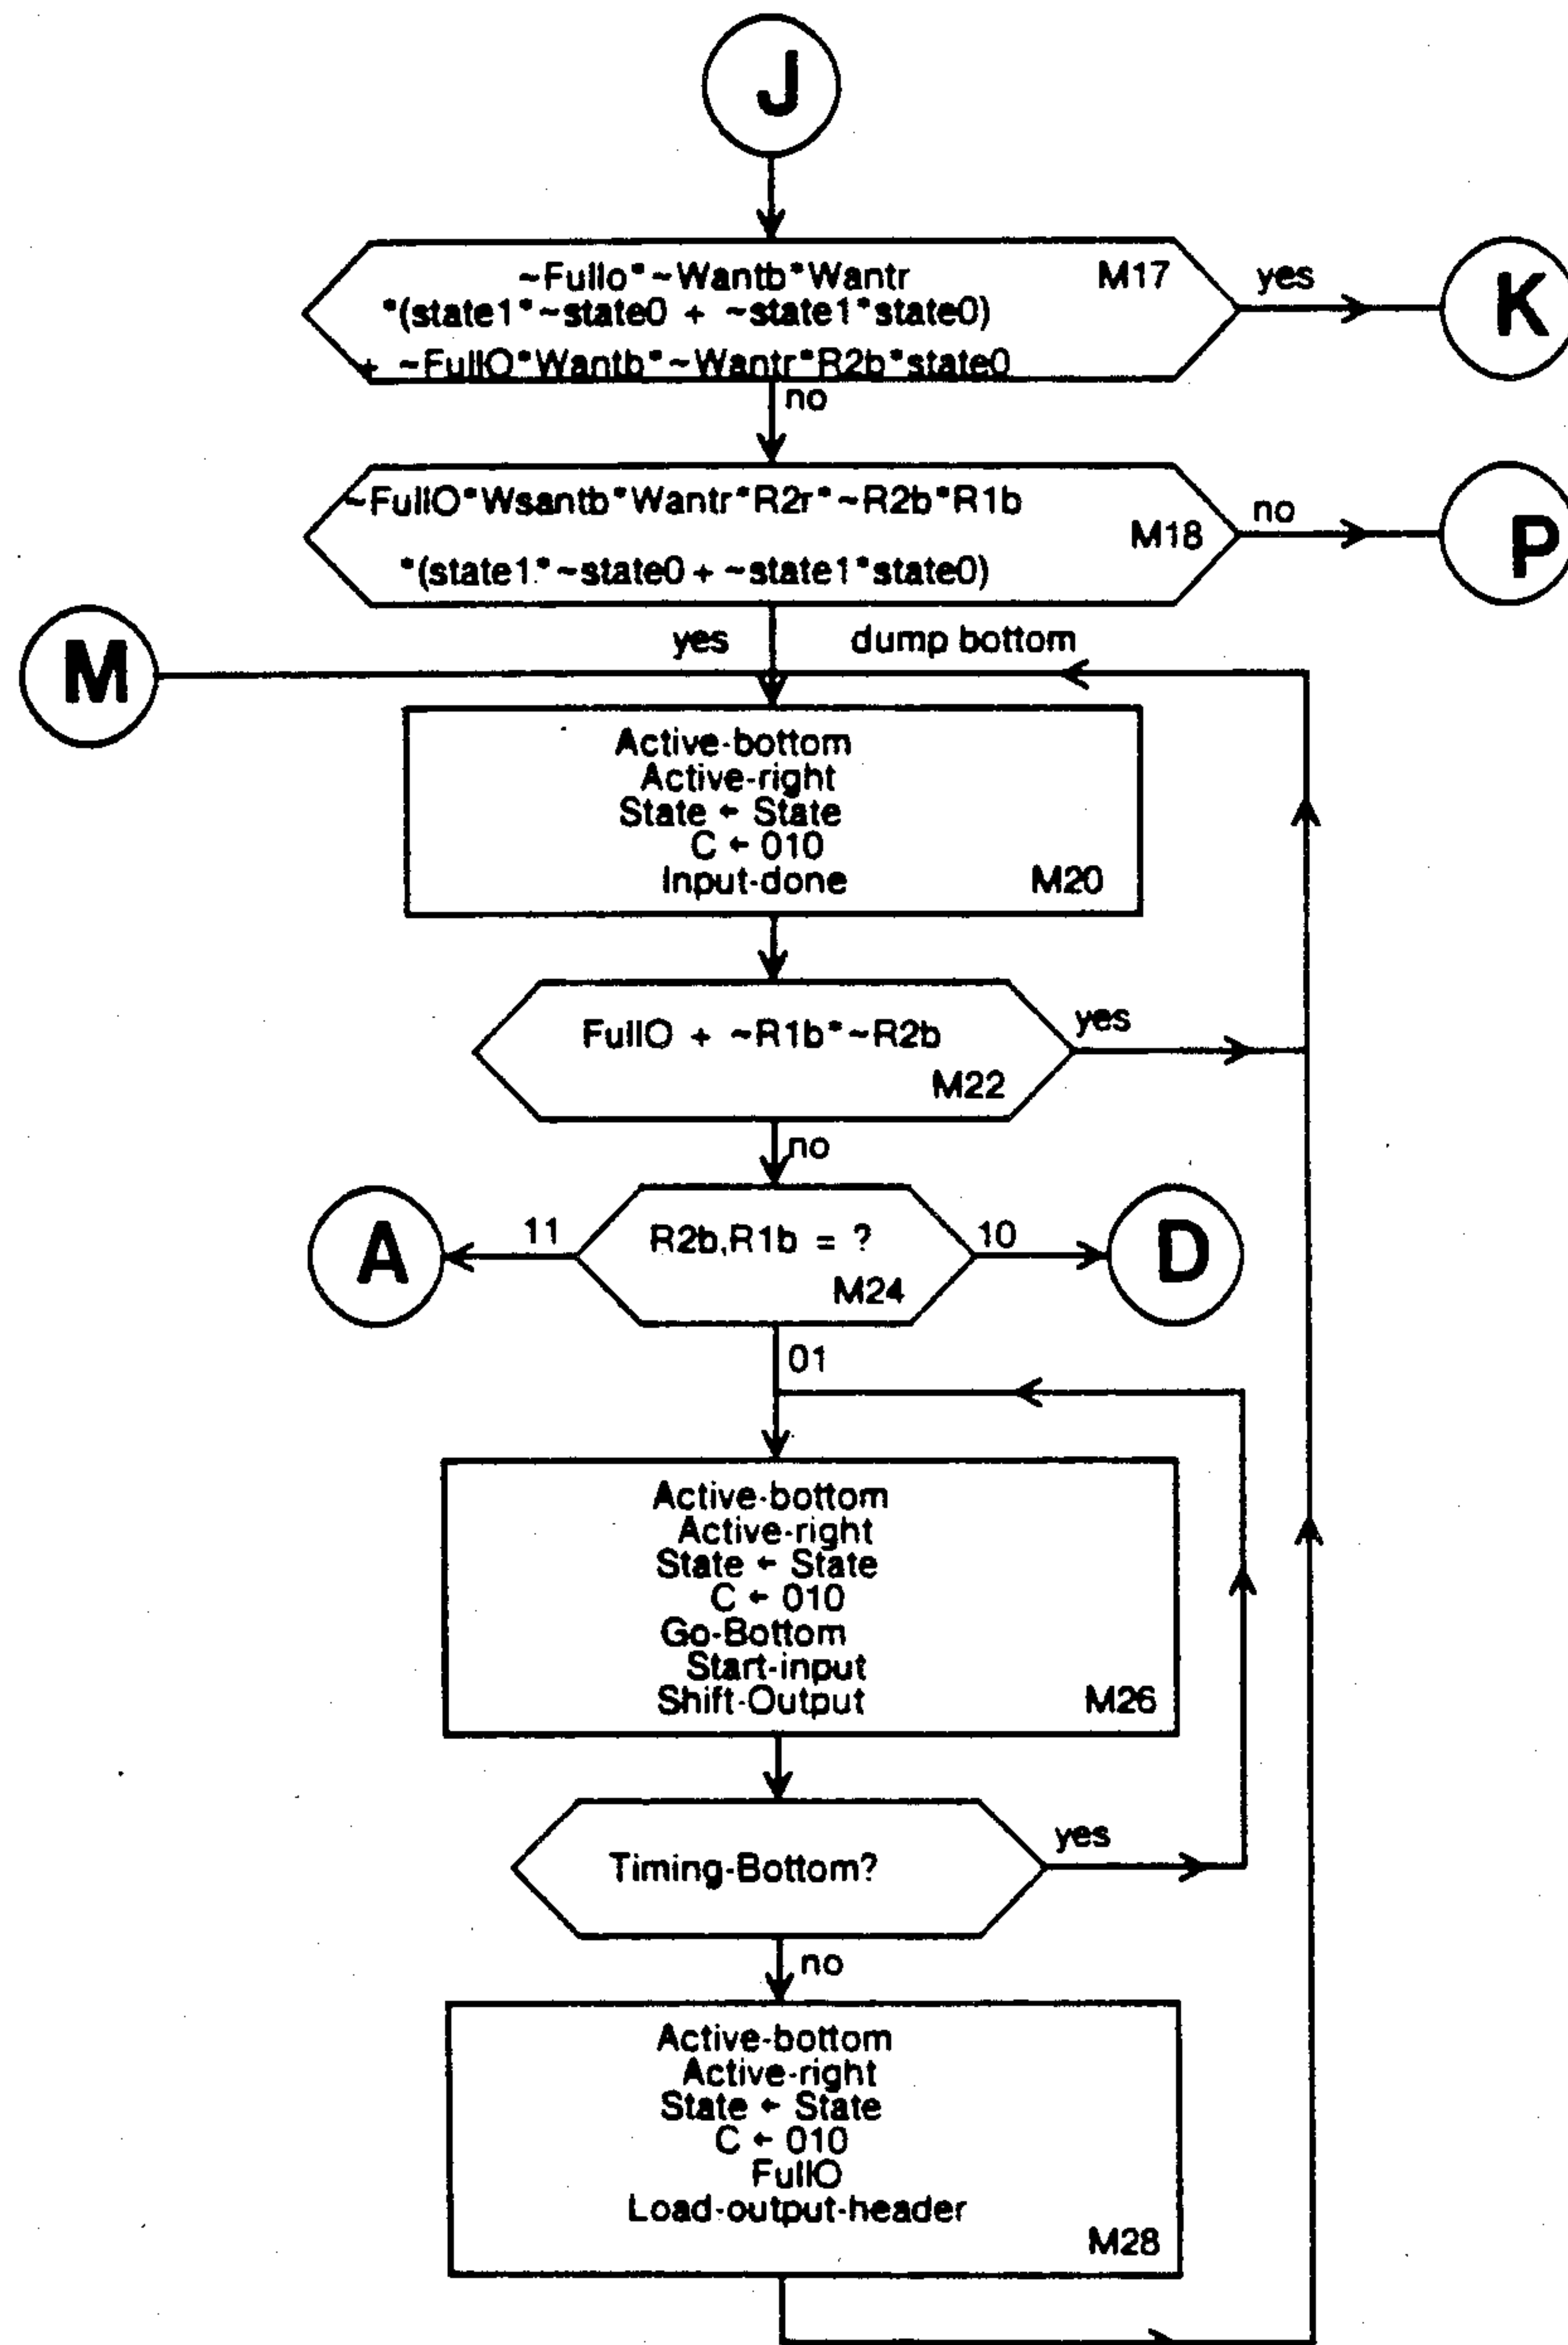 J
~Fullo*~Wantb*Wantr
M17
*(state1*~state0 + ~state1*state0)
+ ~FullO*Wantb*~Wantr*R2b*state0
yes
K
no
~FullO*Wsantb*Wantr*R2r*~R2b*R1b
M18
*(state1*~state0 + ~state1*state0)
no
P
yes
dump bottom
M
Active-bottom
Active-right
State ← State
C ← 010
Input-done
M20
FullO + ~R1b*~R2b
M22
yes
no
A
11
R2b,R1b = ?
M24
10
D
01
Active-bottom
Active-right
State ← State
C ← 010
Go-Bottom
Start-input
Shift-Output
M26
Timing-Bottom?
yes
no
Active-bottom
Active-right
State ← State
C ← 010
FullO
Load-output-header
M28